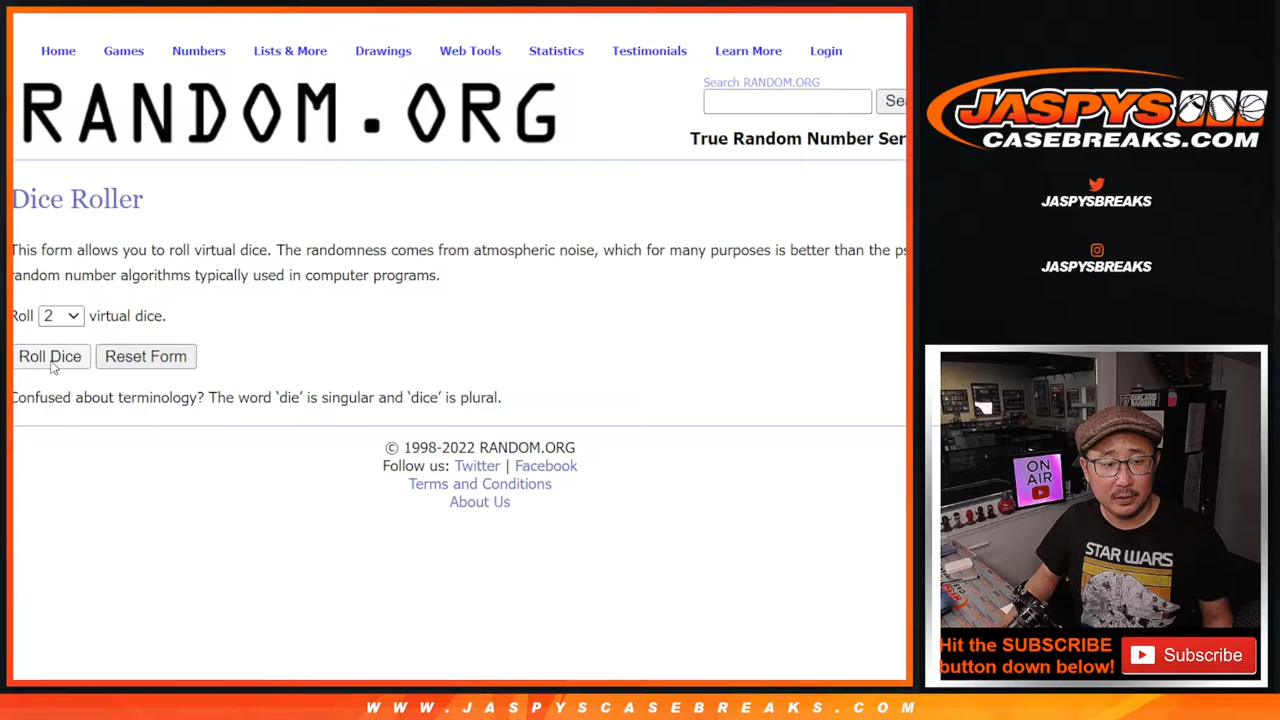 Home Games Numbers Lists & More Drawings Web Tools Statistics Testimonials Learn More Login
RANDOM.ORG
Search RANDOM.ORG
Sea
True Random Number Ser
Dice Roller
This form allows you to roll virtual dice. The randomness comes from atmospheric noise, which for many purposes is better than the ps
random number algorithms typically used in computer programs.
Roll 2 virtual dice.
Roll Dice Reset Form
Confused about terminology? The word ‘die’ is singular and ‘dice’ is plural.
© 1998-2022 RANDOM.ORG
Follow us: Twitter | Facebook
Terms and Conditions
About Us
JASPYS
CASEBREAKS.COM
JASPYSBREAKS
JASPYSBREAKS
OAKLAND
RAIDERS
ON
AIR
STAR WARS
Hit the SUBSCRIBE
button down below!
Subscribe
WWW.JASPYSCASEBREAKS.COM